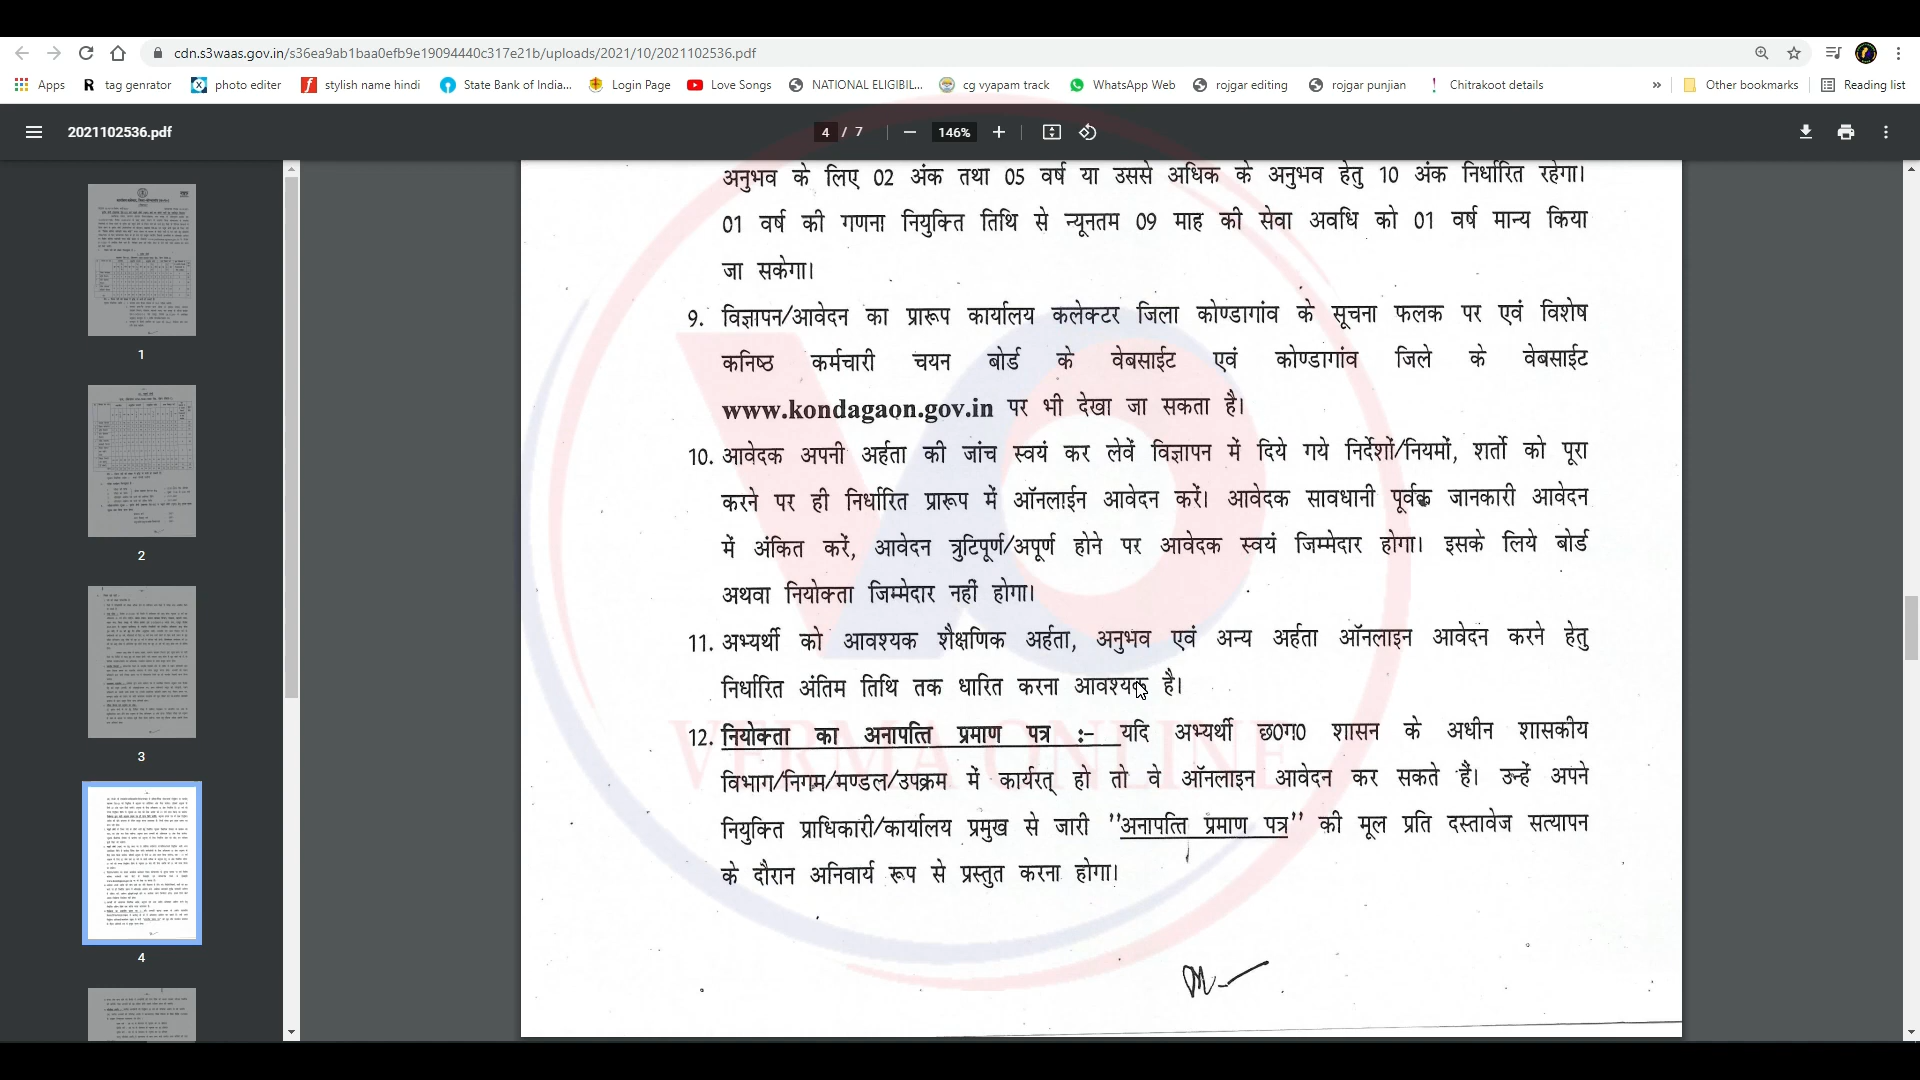 cdn.s3waas.gov.in/s36ea9ab1baa0efb9e19094440c317e21b/uploads/2021/10/2021102536.pdf
Apps R tag genrator photo editer stylish name hindi State Bank of India... Login Page Love Songs NATIONAL ELIGIBIL... cg vyapam track WhatsApp Web rojgar editing rojgar punjian Chitrakoot details » Other bookmarks Reading list
2021102536.pdf 4 / 7 146%
अनुभव के लिए 02 अंक तथा 05 वर्ष या उससे अधिक के अनुभव हेतु 10 अंक निर्धारित रहेगा।
01 वर्ष की गणना नियुक्ति तिथि से न्यूनतम 09 माह की सेवा अवधि को 01 वर्ष मान्य किया
जा सकेगा।
9. विज्ञापन/आवेदन का प्रारूप कार्यालय कलेक्टर जिला कोण्डागांव के सूचना फलक पर एवं विशेष
कनिष्ठ कर्मचारी चयन बोर्ड के वेबसाईट एवं कोण्डागांव जिले के वेबसाईट
www.kondagaon.gov.in पर भी देखा जा सकता है।
10. आवेदक अपनी अर्हता की जांच स्वयं कर लेवें विज्ञापन में दिये गये निर्देशों/नियमों, शर्तो को पूरा
करने पर ही निर्धारित प्रारूप में ऑनलाईन आवेदन करें। आवेदक सावधानी पूर्वक जानकारी आवेदन
में अंकित करें, आवेदन त्रुटिपूर्ण/अपूर्ण होने पर आवेदक स्वयं जिम्मेदार होगा। इसके लिये बोर्ड
अथवा नियोक्ता जिम्मेदार नहीं होगा।
11. अभ्यर्थी को आवश्यक शैक्षणिक अर्हता, अनुभव एवं अन्य अर्हता ऑनलाइन आवेदन करने हेतु
निर्धारित अंतिम तिथि तक धारित करना आवश्यक है।
VERMA ONLINE
12. नियोक्ता का अनापत्ति प्रमाण पत्र :- यदि अभ्यर्थी छ0ग0 शासन के अधीन शासकीय
विभाग/निगम/मण्डल/उपक्रम में कार्यरत् हो तो वे ऑनलाइन आवेदन कर सकते हैं। उन्हें अपने
नियुक्ति प्राधिकारी/कार्यालय प्रमुख से जारी ''अनापत्ति प्रमाण पत्र'' की मूल प्रति दस्तावेज सत्यापन
के दौरान अनिवार्य रूप से प्रस्तुत करना होगा।
1
2
3
4